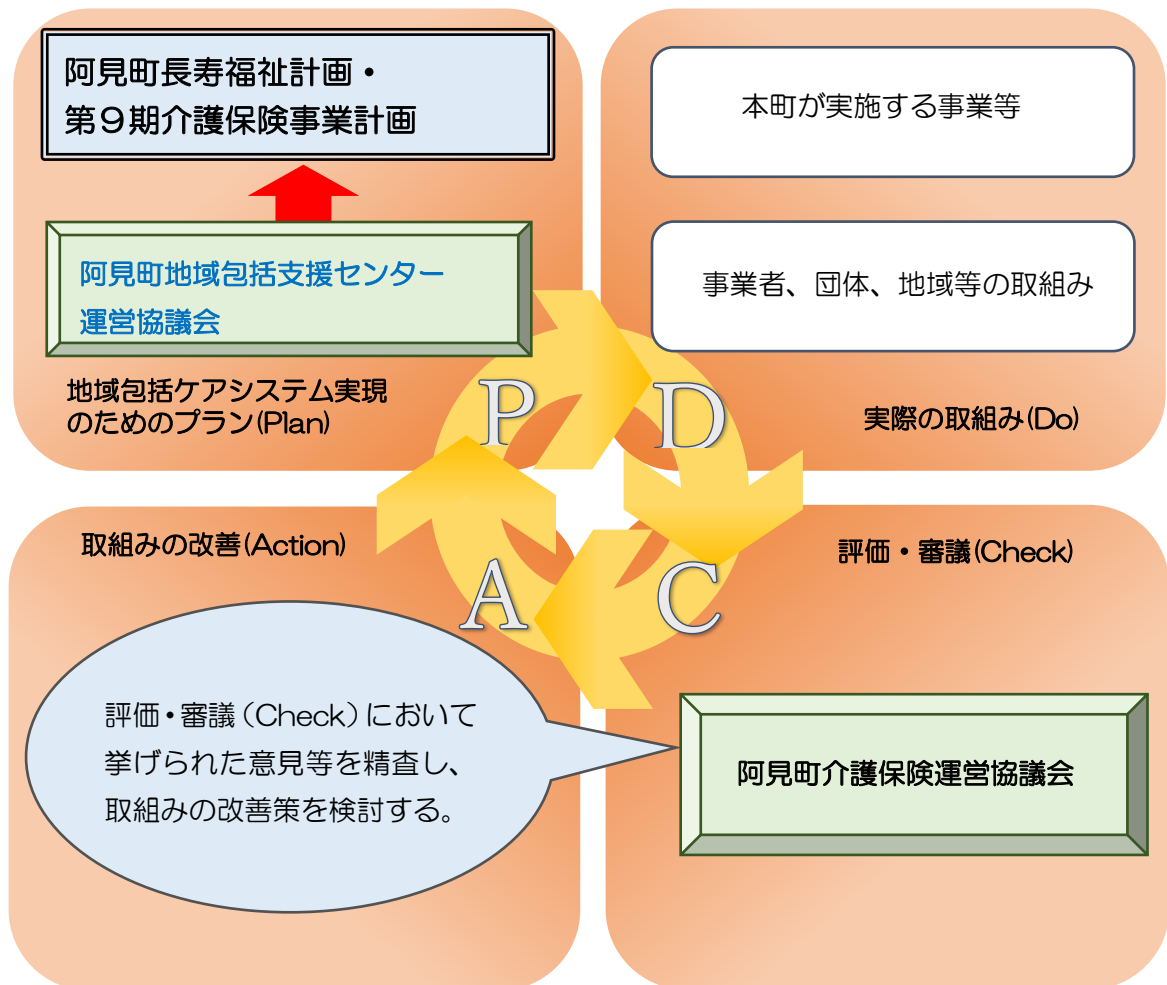 阿見町長寿福祉計画・
第９期介護保険事業計画
阿見町地域包括支援センター
運営協議会
地域包括ケアシステム実現
のためのプラン(Plan)
本町が実施する事業等
事業者、団体、地域等の取組み
実際の取組み(Do)
P
D
A
C
取組みの改善(Action)
評価・審議（Check）において
挙げられた意見等を精査し、
取組みの改善策を検討する。
評価・審議(Check)
阿見町介護保険運営協議会